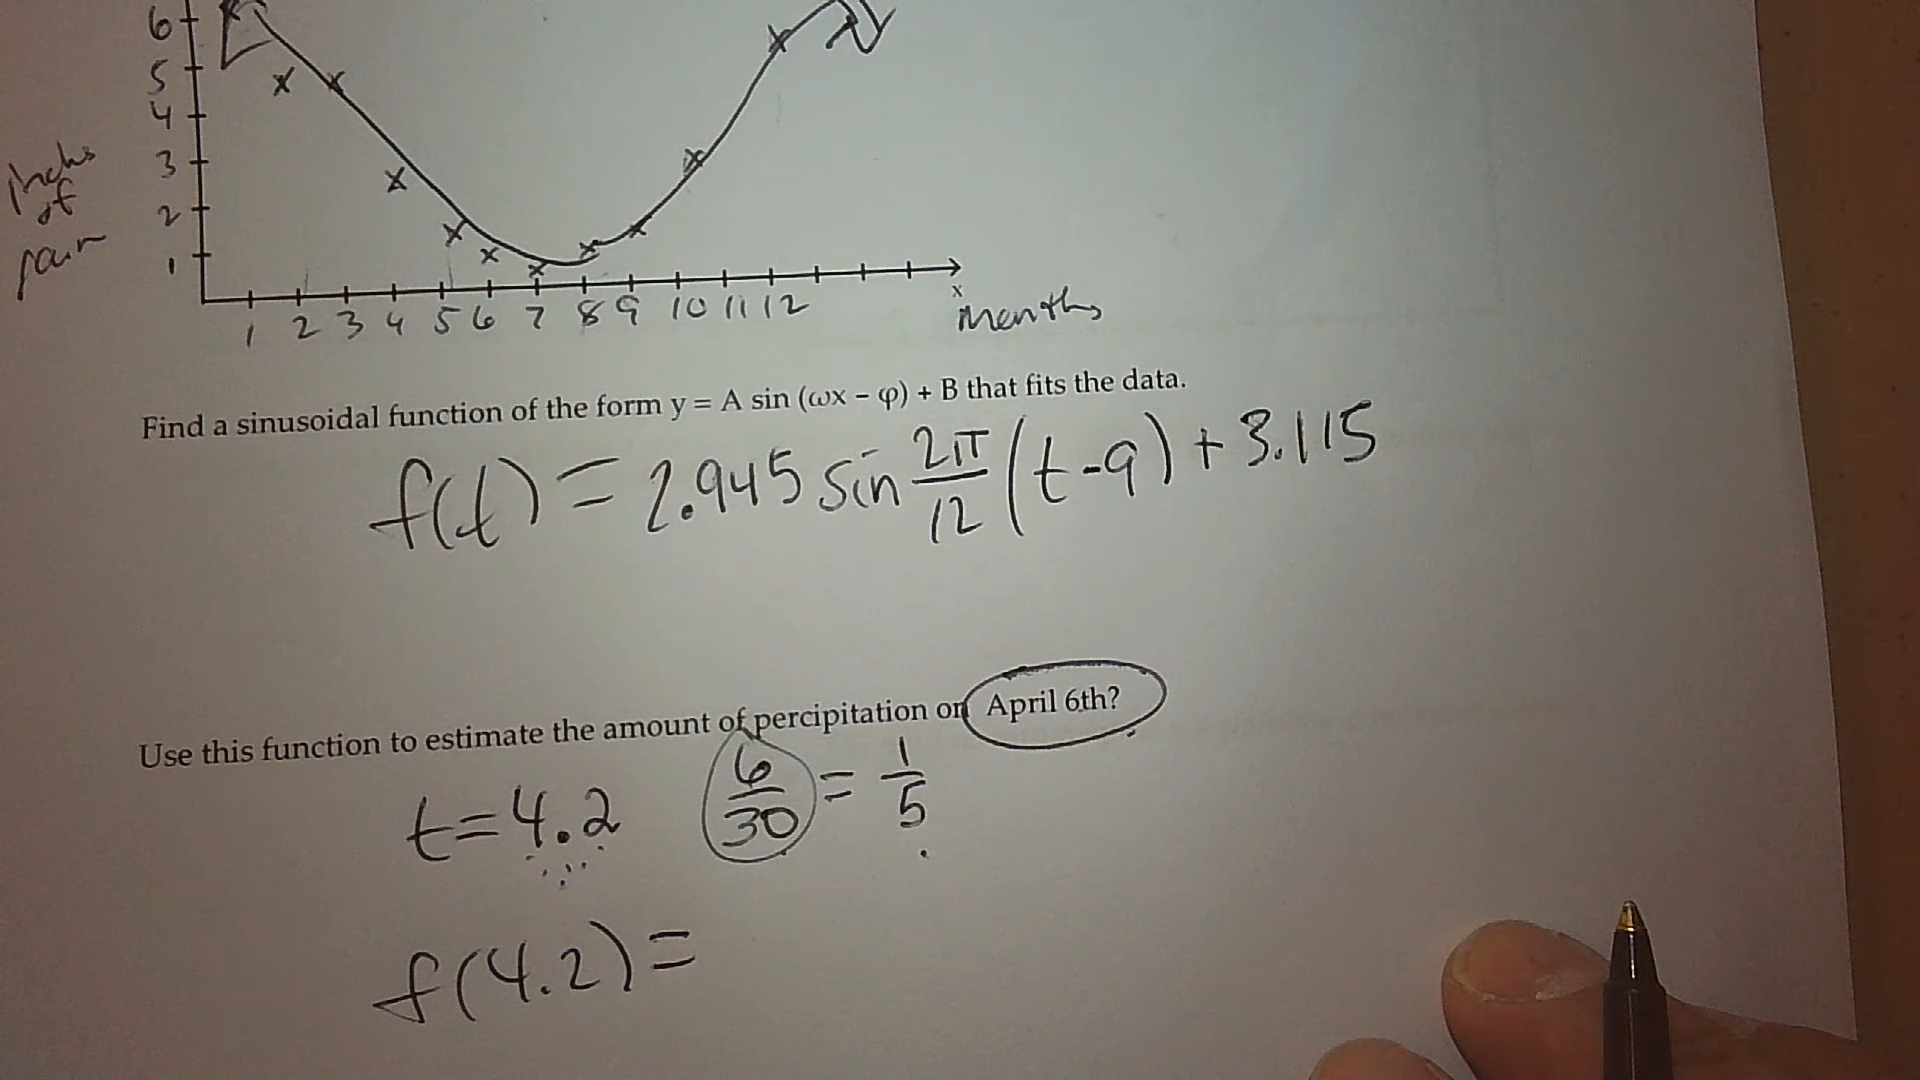 6
5
4
3
2
1
inches
of
rain
1 2 3 4 5 6 7 8 9 10 11 12
x
months
Find a sinusoidal function of the form y = A sin (ωx – φ) + B that fits the data.
f(t) = 2.945 sin 2π/12 (t-9) + 3.115
Use this function to estimate the amount of percipitation on April 6th?
t=4.2 6/30 = 1/5
f(4.2)=